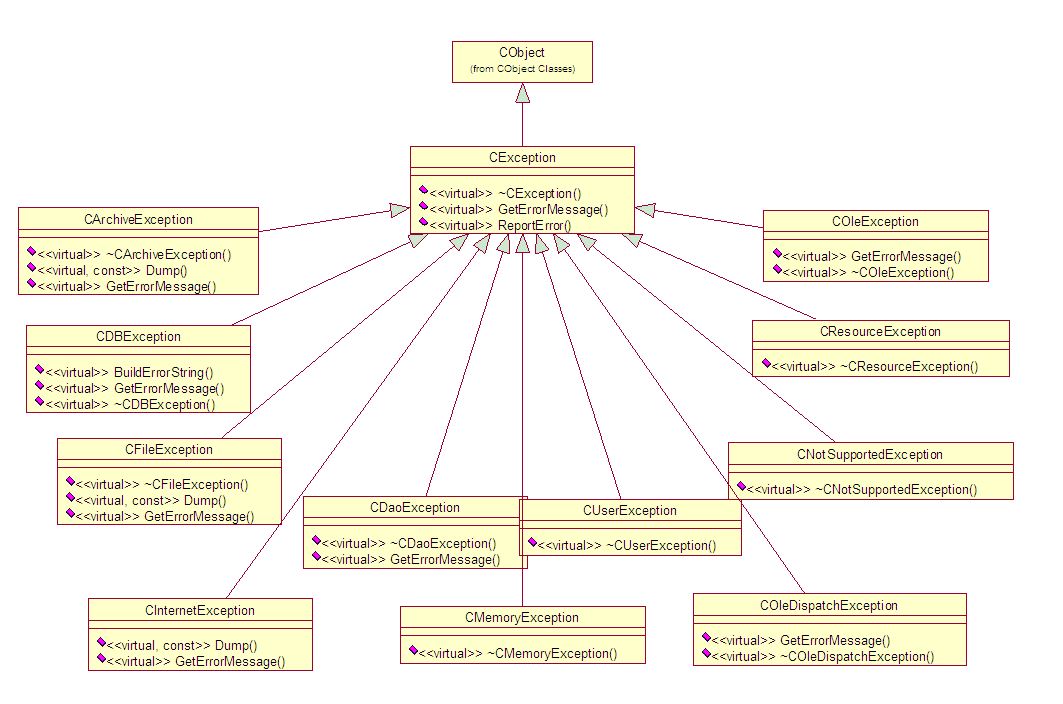 CObject
(from CObject Classes)
CException
<<virtual>> ~CException()
<<virtual>> GetErrorMessage()
<<virtual>> ReportError()
CArchiveException
<<virtual>> ~CArchiveException()
<<virtual, const>> Dump()
<<virtual>> GetErrorMessage()
COleException
<<virtual>> GetErrorMessage()
<<virtual>> ~COleException()
CDBException
<<virtual>> BuildErrorString()
<<virtual>> GetErrorMessage()
<<virtual>> ~CDBException()
CResourceException
<<virtual>> ~CResourceException()
CFileException
<<virtual>> ~CFileException()
<<virtual, const>> Dump()
<<virtual>> GetErrorMessage()
CNotSupportedException
<<virtual>> ~CNotSupportedException()
CDaoException
<<virtual>> ~CDaoException()
<<virtual>> GetErrorMessage()
CUserException
<<virtual>> ~CUserException()
CInternetException
<<virtual, const>> Dump()
<<virtual>> GetErrorMessage()
CMemoryException
<<virtual>> ~CMemoryException()
COleDispatchException
<<virtual>> GetErrorMessage()
<<virtual>> ~COleDispatchException()